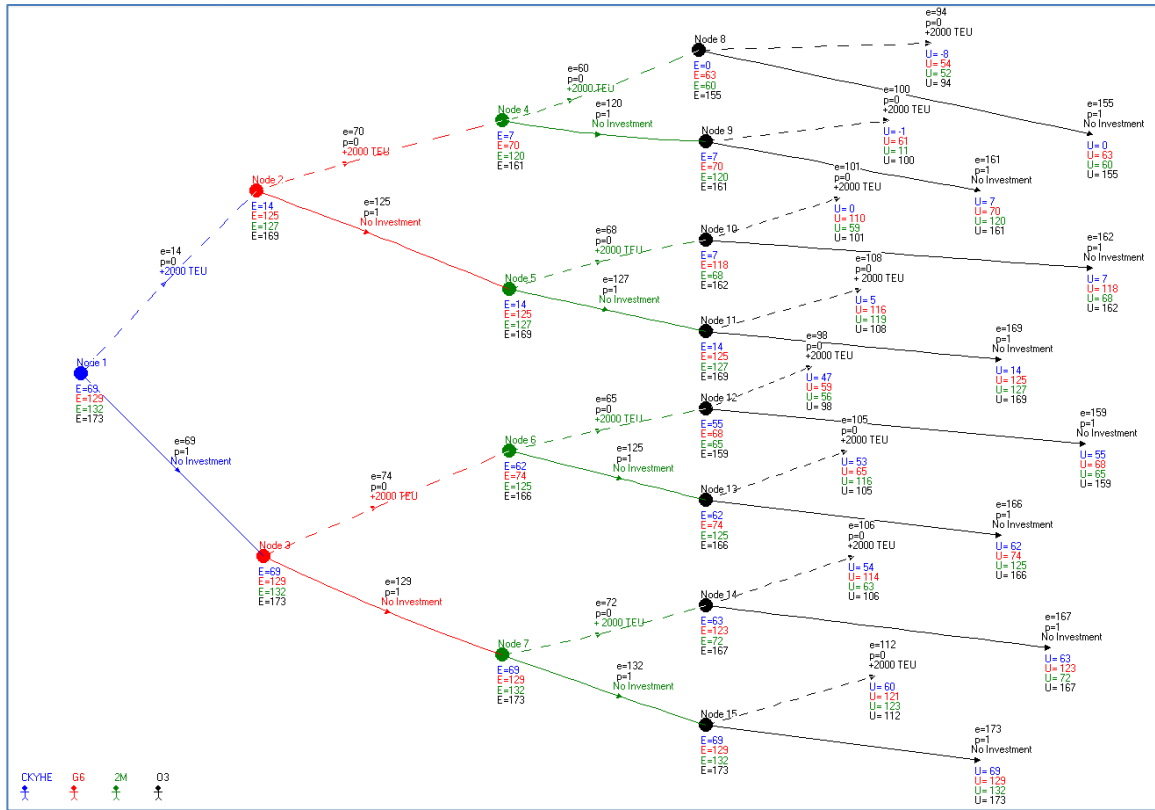 e=94
p=0
+2000 TEU
Node 8
U= -8
U= 54
U= 52
U= 94
E=0
E=63
E=60
E=155
e=60
p=0
+2000 TEU
e=100
p=0
+2000 TEU
e=155
p=1
No Investment
U= 0
U= 63
U= 60
U= 155
Node 4
E=7
E=70
E=120
E=161
e=120
p=1
No Investment
Node 9
E=7
E=70
E=120
E=161
U= -1
U= 61
U= 11
U= 100
e=161
p=1
No Investment
U= 7
U= 70
U= 120
U= 161
e=70
p=0
+2000 TEU
Node 2
E=14
E=125
E=127
E=169
e=125
p=1
No Investment
e=101
p=0
+2000 TEU
U= 0
U= 110
U= 59
U= 101
e=68
p=0
+2000 TEU
Node 10
E=7
E=118
E=68
E=162
e=162
p=1
No Investment
U= 7
U= 118
U= 68
U= 162
e=14
p=0
+2000 TEU
Node 5
E=14
E=125
E=127
E=169
e=127
p=1
No Investment
e=108
p=0
+ 2000 TEU
U= 5
U= 116
U= 119
U= 108
Node 11
E=14
E=125
E=127
E=169
e=169
p=1
No Investment
U= 14
U= 125
U= 127
U= 169
Node 1
E=69
E=129
E=132
E=173
e=98
p=0
+2000 TEU
U= 47
U= 59
U= 56
U= 98
e=65
p=0
+2000 TEU
Node 12
E=55
E=68
E=65
E=159
e=159
p=1
No Investment
U= 55
U= 68
U= 65
U= 159
e=69
p=1
No Investment
Node 6
E=62
E=74
E=125
E=166
e=125
p=1
No Investment
e=105
p=0
+2000 TEU
U= 53
U= 65
U= 116
U= 105
e=74
p=0
+2000 TEU
Node 13
E=62
E=74
E=125
E=166
e=166
p=1
No Investment
U= 62
U= 74
U= 125
U= 166
Node 3
E=69
E=129
E=132
E=173
e=129
p=1
No Investment
e=106
p=0
+2000 TEU
U= 54
U= 114
U= 63
U= 106
e=72
p=0
+ 2000 TEU
Node 14
E=63
E=123
E=72
E=167
e=167
p=1
No Investment
U= 63
U= 123
U= 72
U= 167
Node 7
E=69
E=129
E=132
E=173
e=132
p=1
No Investment
e=112
p=0
+2000 TEU
U= 60
U= 121
U= 123
U= 112
Node 15
E=69
E=129
E=132
E=173
e=173
p=1
No Investment
U= 69
U= 129
U= 132
U= 173
CKYHE G6 2M O3